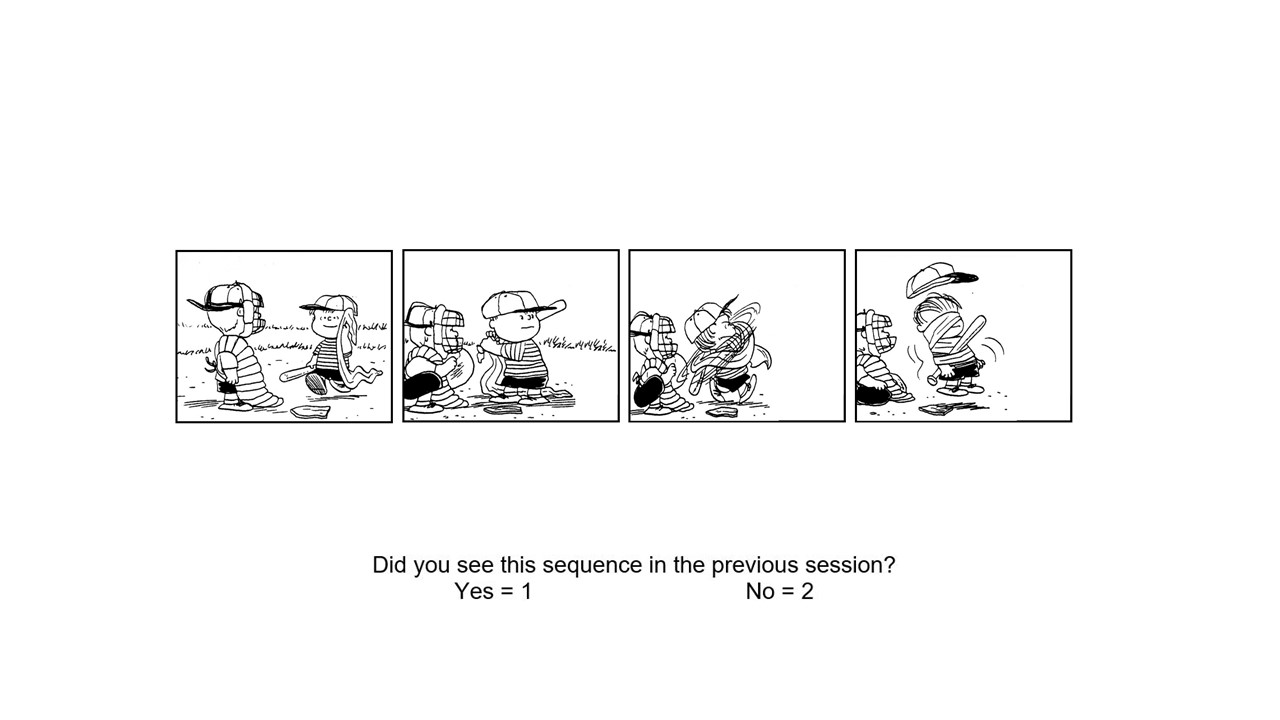 Did you see this sequence in the previous session?
Yes = 1 No = 2